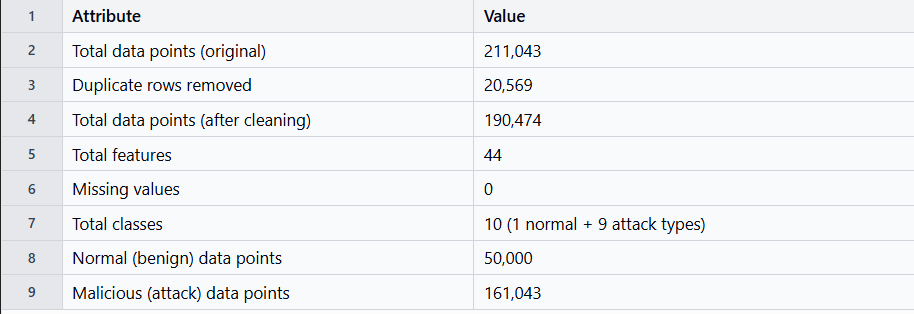 1 Attribute Value
2 Total data points (original) 211,043
3 Duplicate rows removed 20,569
4 Total data points (after cleaning) 190,474
5 Total features 44
6 Missing values 0
7 Total classes 10 (1 normal + 9 attack types)
8 Normal (benign) data points 50,000
9 Malicious (attack) data points 161,043